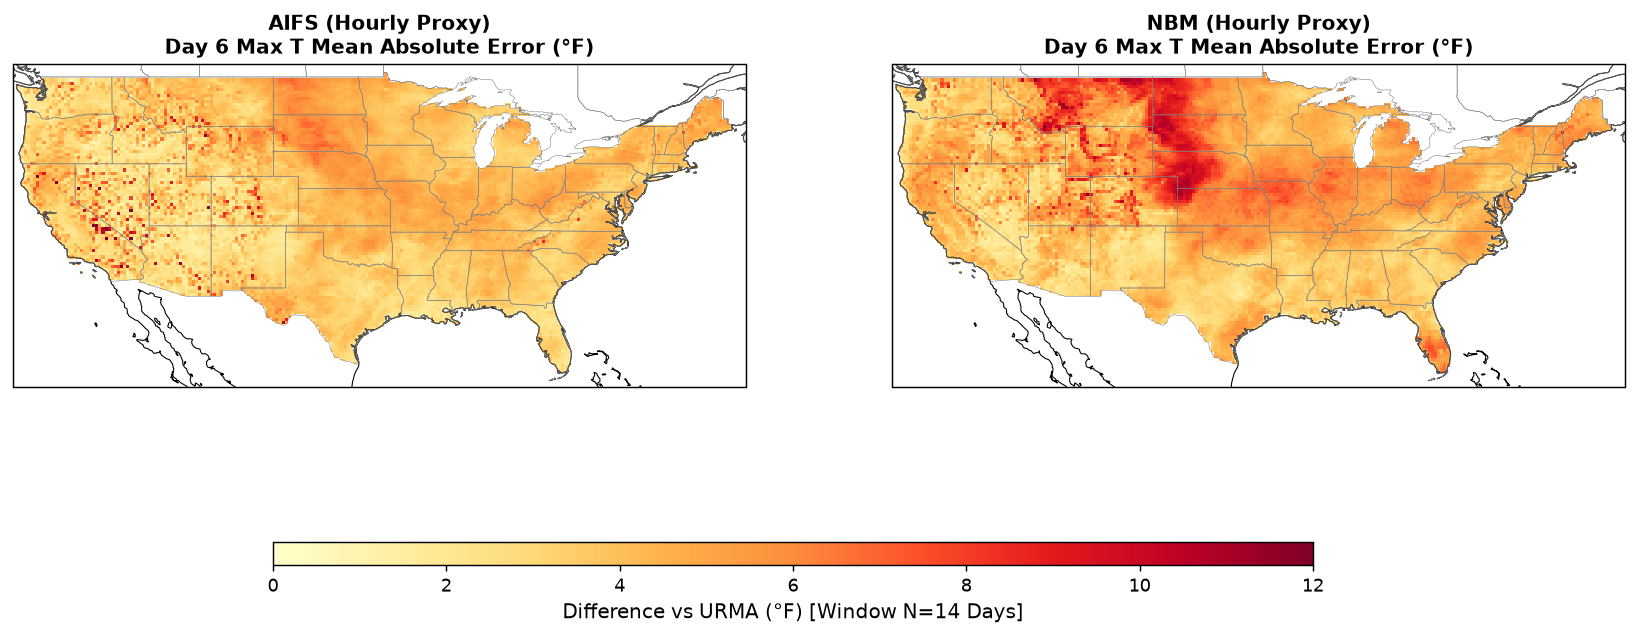 AIFS (Hourly Proxy)
Day 6 Max T Mean Absolute Error (°F)
NBM (Hourly Proxy)
Day 6 Max T Mean Absolute Error (°F)
0 2 4 6 8 10 12
Difference vs URMA (°F) [Window N=14 Days]